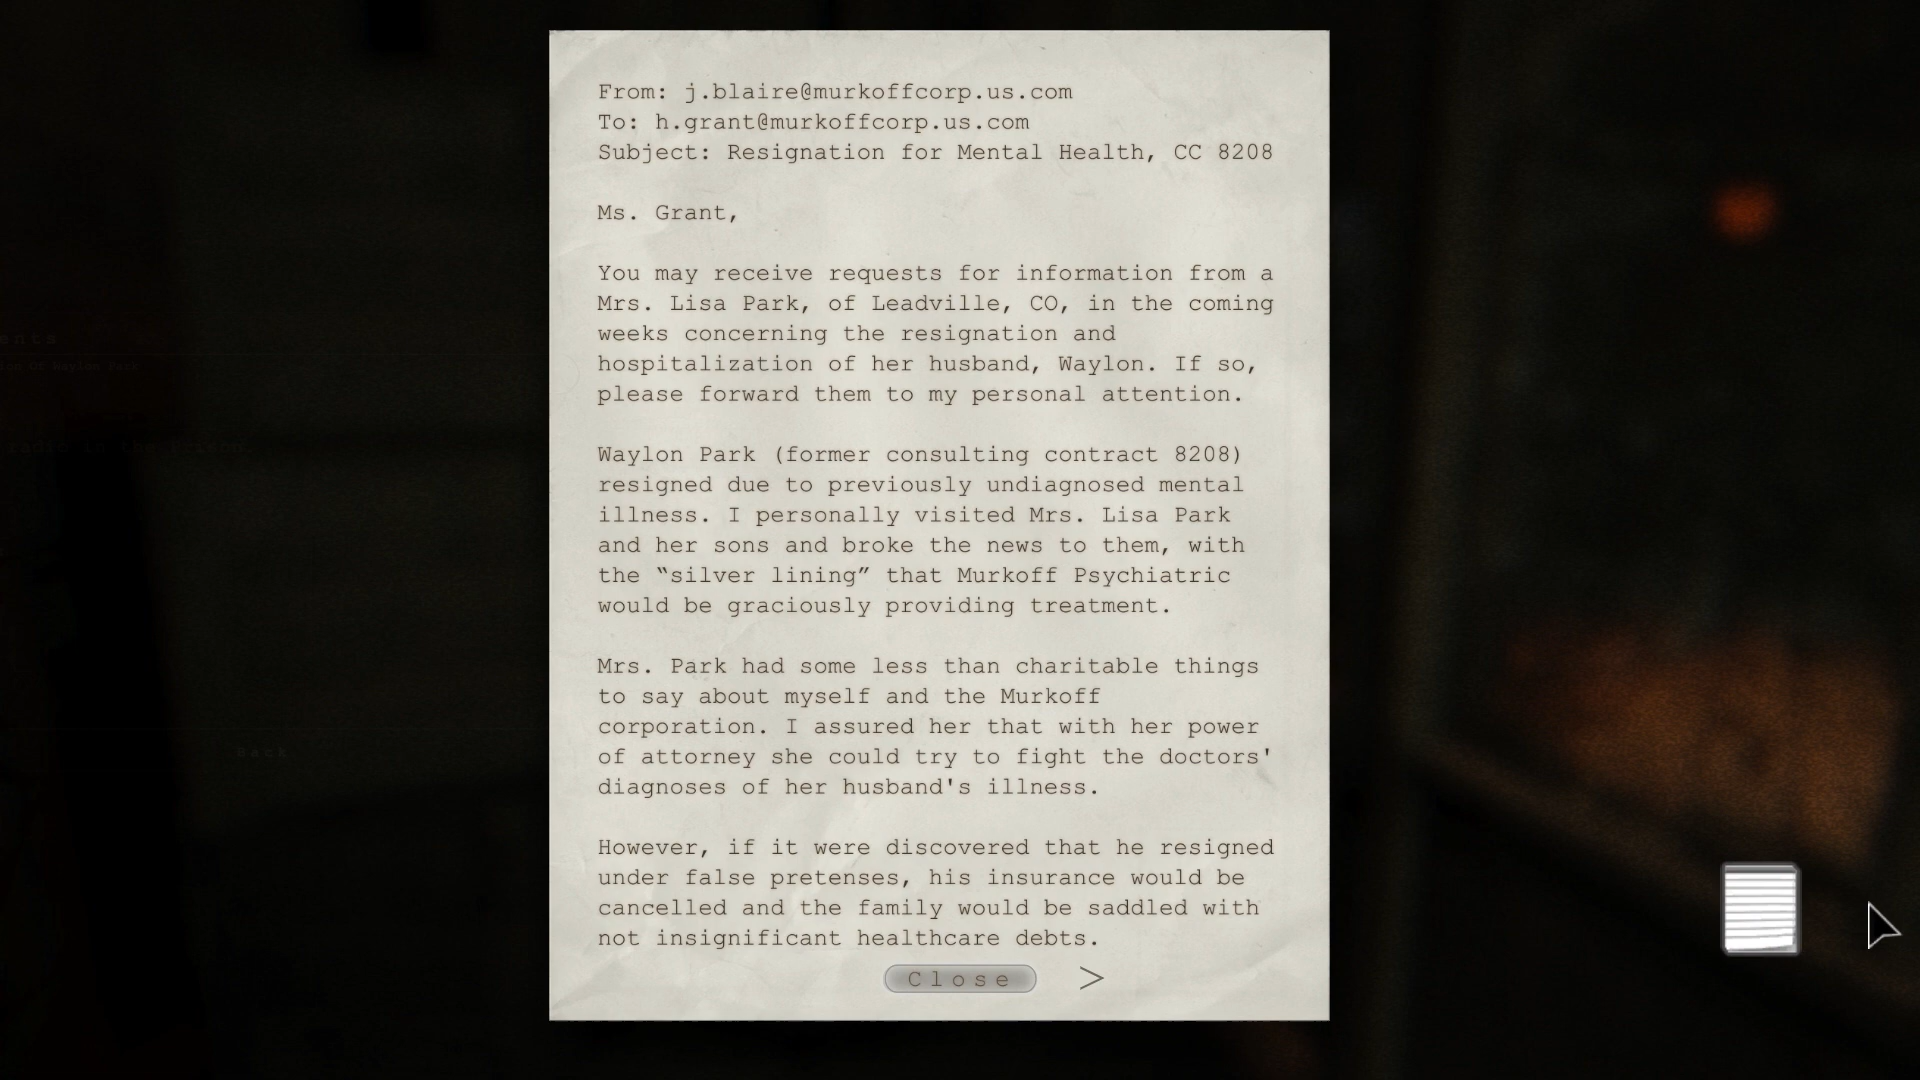 From: j.blaire@murkoffcorp.us.com
To: h.grant@murkoffcorp.us.com
Subject: Resignation for Mental Health, CC 8208
Ms. Grant,
You may receive requests for information from a
Mrs. Lisa Park, of Leadville, CO, in the coming
weeks concerning the resignation and
hospitalization of her husband, Waylon. If so,
please forward them to my personal attention.
Waylon Park (former consulting contract 8208)
resigned due to previously undiagnosed mental
illness. I personally visited Mrs. Lisa Park
and her sons and broke the news to them, with
the “silver lining” that Murkoff Psychiatric
would be graciously providing treatment.
Mrs. Park had some less than charitable things
to say about myself and the Murkoff
corporation. I assured her that with her power
of attorney she could try to fight the doctors'
diagnoses of her husband's illness.
However, if it were discovered that he resigned
under false pretenses, his insurance would be
cancelled and the family would be saddled with
not insignificant healthcare debts.
Close >
Back